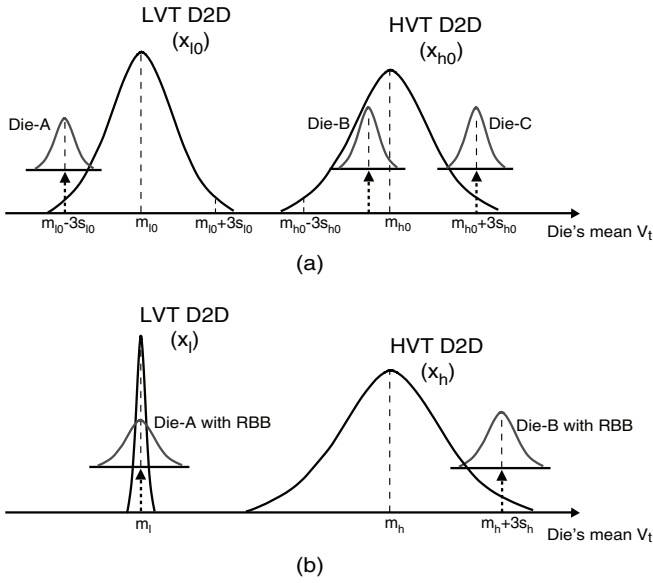 LVT D2D
(x_l0)
HVT D2D
(x_h0)
Die-A
Die-B
Die-C
m_l0-3s_l0
m_l0
m_l0+3s_l0
m_h0-3s_h0
m_h0
m_h0+3s_h0
Die's mean V_t
(a)
LVT D2D
(x_l)
HVT D2D
(x_h)
Die-A with RBB
Die-B with RBB
m_l
m_h
m_h+3s_h
Die's mean V_t
(b)